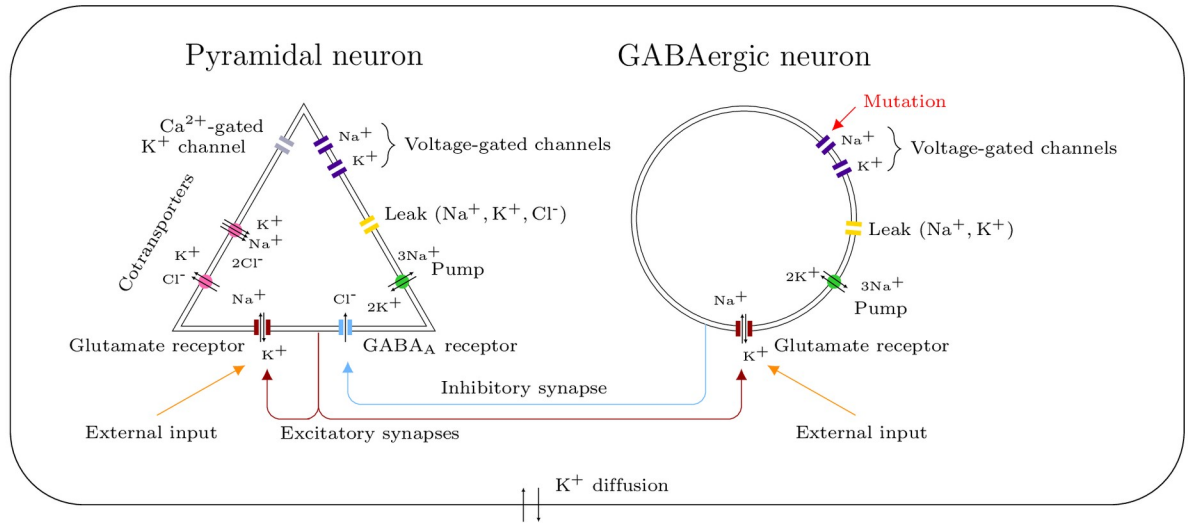 Pyramidal neuron
GABAergic neuron
Mutation
Ca²⁺-gated
K⁺ channel
Na⁺
K⁺
Voltage-gated channels
Na⁺
K⁺
Voltage-gated channels
Cotransporters
K⁺
Na⁺
2Cl⁻
K⁺
Cl⁻
Leak (Na⁺, K⁺, Cl⁻)
Leak (Na⁺, K⁺)
3Na⁺
Pump
2K⁺
2K⁺
3Na⁺
Pump
Na⁺
Cl⁻
Na⁺
Glutamate receptor
K⁺
GABA_A receptor
K⁺
Glutamate receptor
Inhibitory synapse
External input
Excitatory synapses
External input
K⁺ diffusion